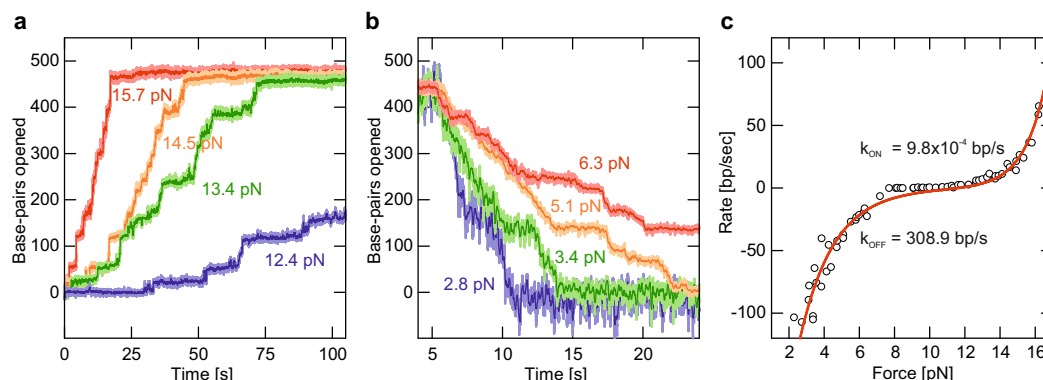 a
500
400
300
200
100
0
Base-pairs opened
15.7 pN
14.5 pN
13.4 pN
12.4 pN
0 25 50 75 100
Time [s]
b
500
400
300
200
100
0
Base-pairs opened
6.3 pN
5.1 pN
3.4 pN
2.8 pN
5 10 15 20
Time [s]
c
100
50
0
-50
-100
Rate [bp/sec]
kON = 9.8x10-4 bp/s
kOFF = 308.9 bp/s
2 4 6 8 10 12 14 16
Force [pN]